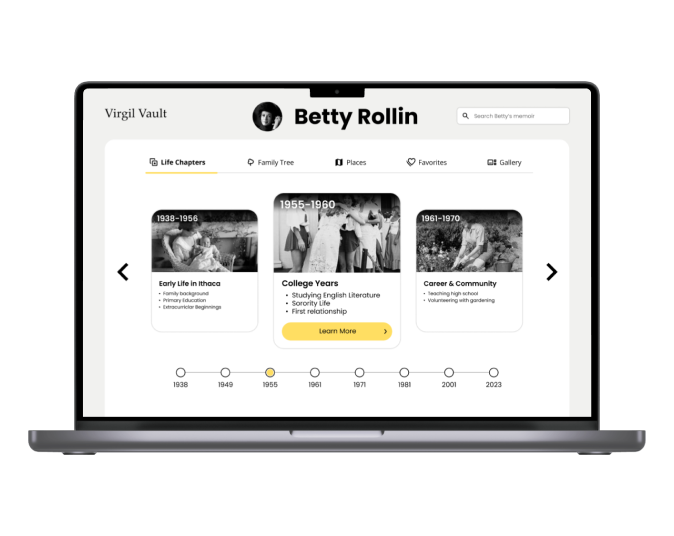 Virgil Vault
Betty Rollin
Search Betty's memoir
Life Chapters
Family Tree
Places
Favorites
Gallery
1938-1956
Early Life in Ithaca
• Family background
• Primary Education
• Extracurriclor Beginnings
1955-1960
College Years
• Studying English Literature
• Sorority Life
• First relationship
Learn More
1961-1970
Career & Community
• Teaching high school
• Volunteering with gardening
1938 1949 1955 1961 1971 1981 2001 2023